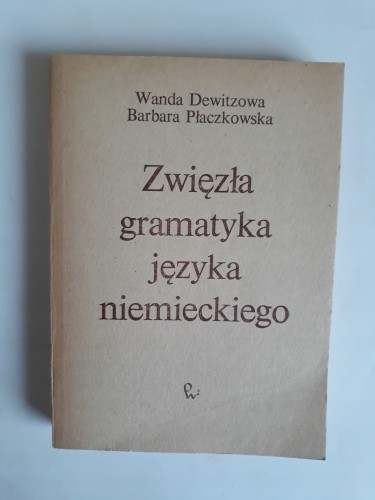 Wanda Dewitzowa
Barbara Płaczkowska
Zwięzła
gramatyka
języka
niemieckiego